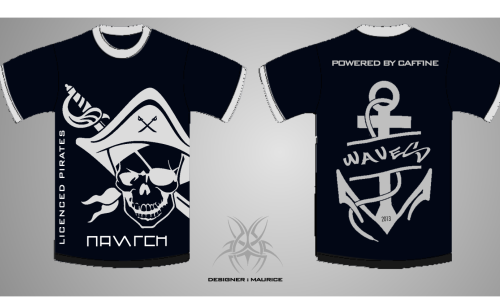 LICENCED PIRATES
NAVARCH
POWERED BY CAFFINE
WAVES
2013
DESIGNER : MAURICE